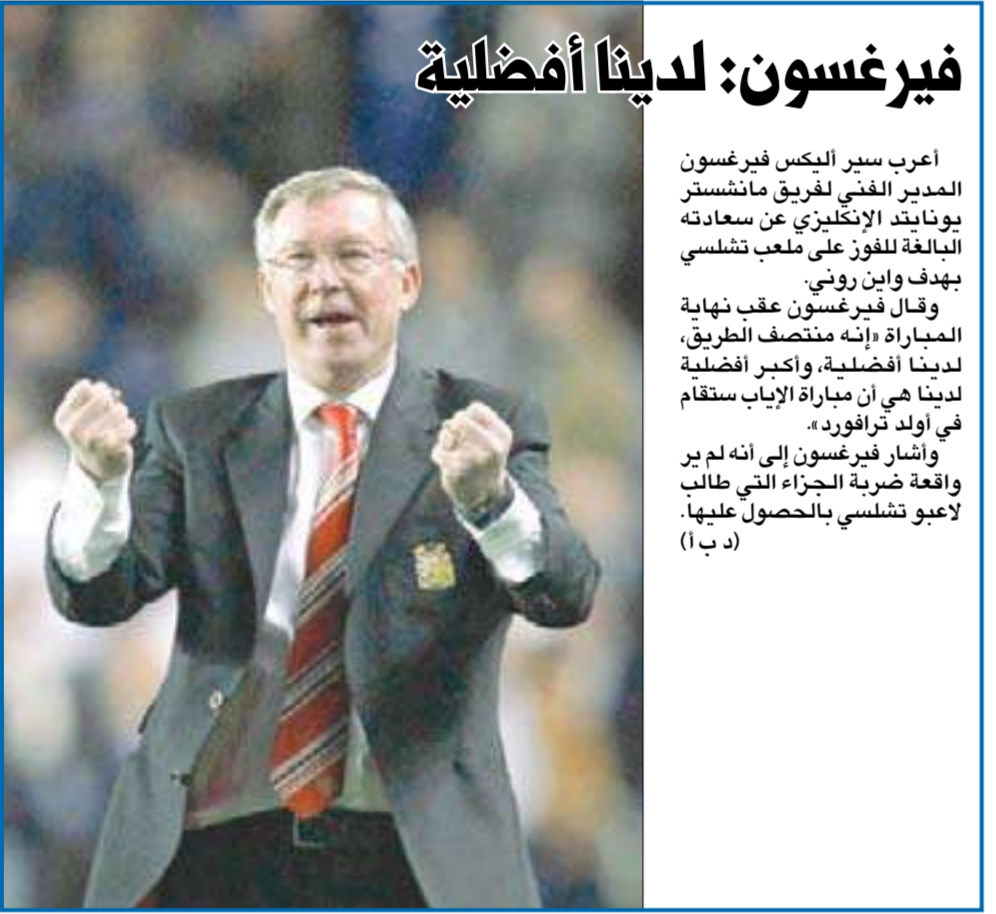 فيرغسون: لدينا أفضلية
أعرب سير أليكس فيرغسون
المدير الفني لفريق مانشستر
يونايتد الإنكليزي عن سعادته
البالغة للفوز على ملعب تشلسي
بهدف واين روني.
وقال فيرغسون عقب نهاية
المباراة «إنه منتصف الطريق،
لدينا أفضلية، وأكبر أفضلية
لدينا هي أن مباراة الإياب ستقام
في أولد ترافورد».
وأشار فيرغسون إلى أنه لم ير
واقعة ضربة الجزاء التي طالب
لاعبو تشلسي بالحصول عليها.
(د ب أ)